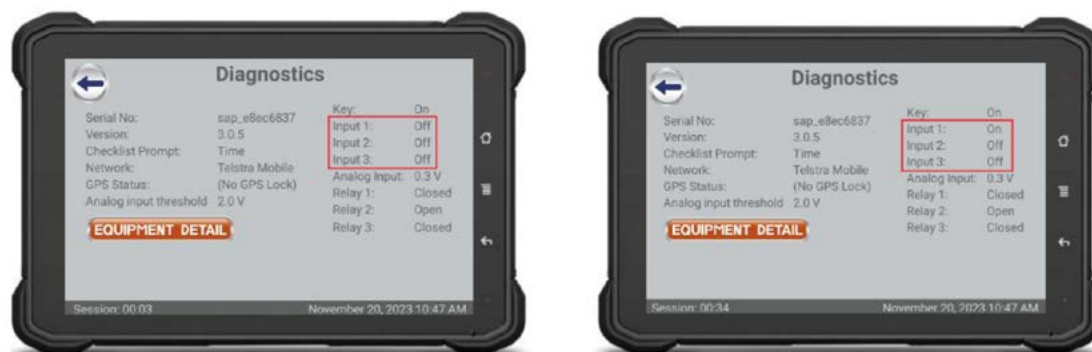 Diagnostics
Serial No: sap_e8ec6837
Version: 3.0.5
Checklist Prompt: Time
Network: Telstra Mobile
GPS Status: (No GPS Lock)
Analog input threshold 2.0 V
EQUIPMENT DETAIL
Key: On
Input 1: Off
Input 2: Off
Input 3: Off
Analog Input: 0.3 V
Relay 1: Closed
Relay 2: Open
Relay 3: Closed
Session: 00:03 November 20, 2023 10:47 AM
Diagnostics
Serial No: sap_e8ec6837
Version: 3.0.5
Checklist Prompt: Time
Network: Telstra Mobile
GPS Status: (No GPS Lock)
Analog input threshold 2.0 V
EQUIPMENT DETAIL
Key: On
Input 1: On
Input 2: Off
Input 3: Off
Analog Input: 0.3 V
Relay 1: Closed
Relay 2: Open
Relay 3: Closed
Session: 00:34 November 20, 2023 10:47 AM